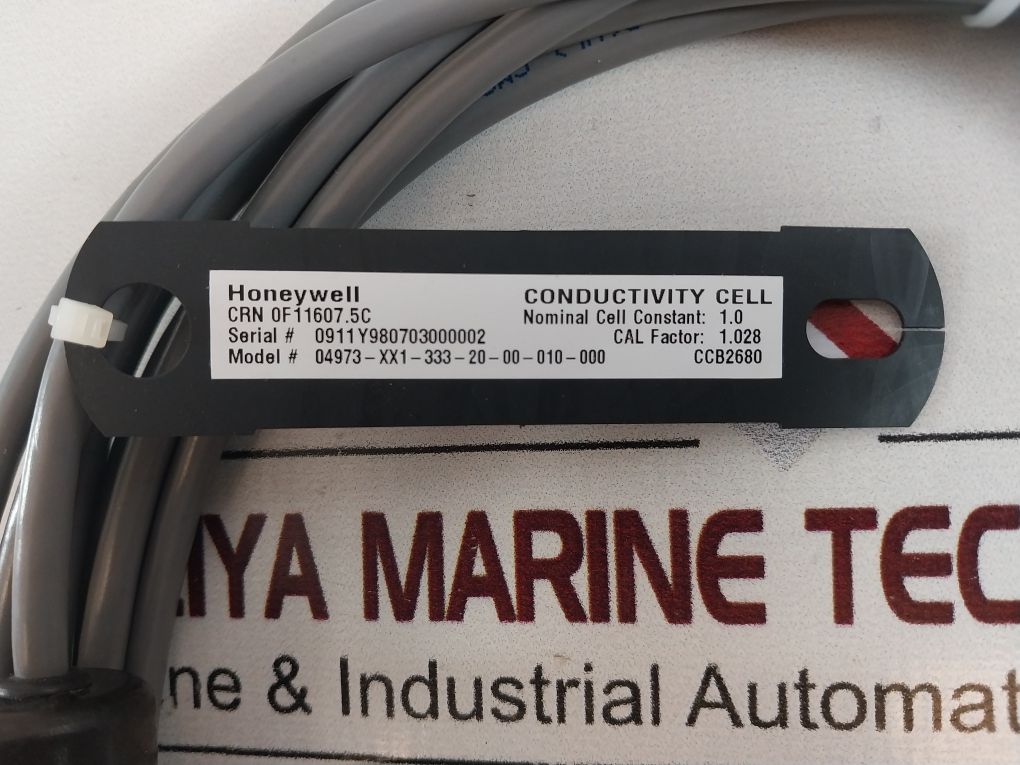 Honeywell
CRN 0F11607.5C
Serial # 0911Y980703000002
Model # 04973-XX1-333-20-00-010-000
CONDUCTIVITY CELL
Nominal Cell Constant: 1.0
CAL Factor: 1.028
CCB2680
IYA MARINE TEC
ne & Industrial Automat